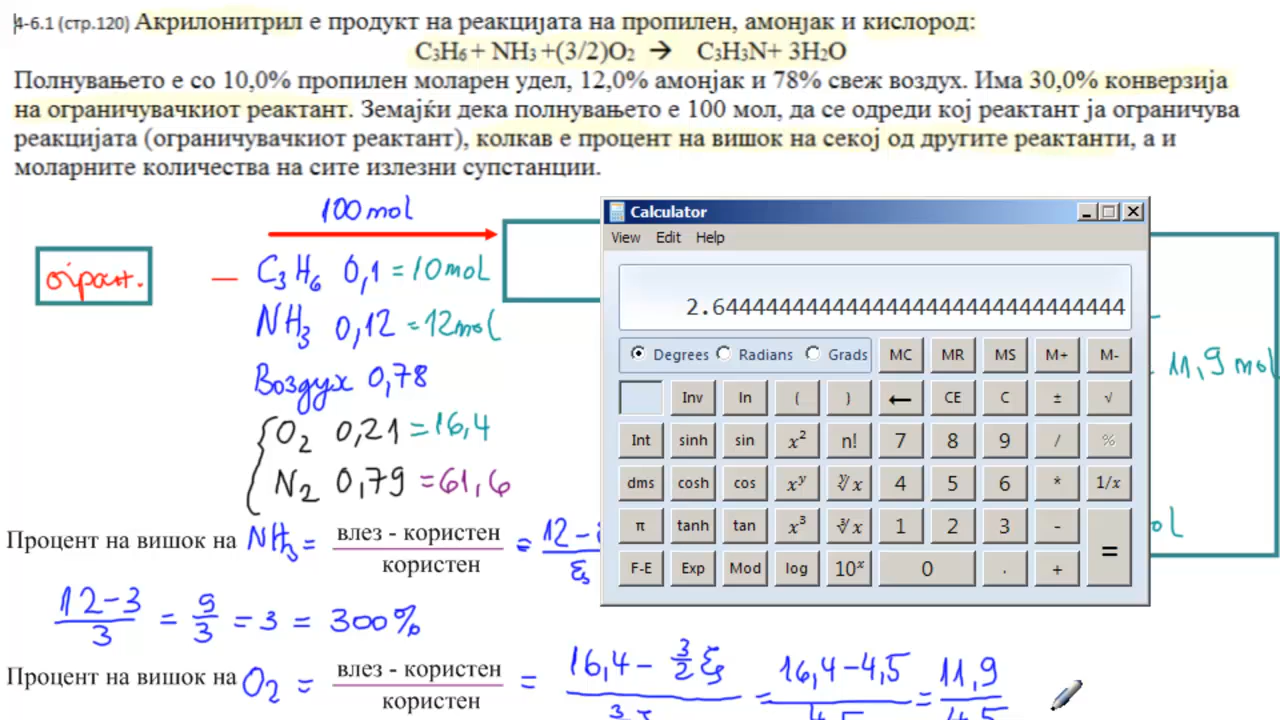 4-6.1 (стр.120) Акрилонитрил е продукт на реакцијата на пропилен, амонјак и кислород:
C3H6 + NH3 +(3/2)O2 → C3H3N+ 3H2O
Полнувањето е со 10,0% пропилен моларен удел, 12,0% амонјак и 78% свеж воздух. Има 30,0% конверзија
на ограничувачкиот реактант. Земајќи дека полнувањето е 100 мол, да се одреди кој реактант ја ограничува
реакцијата (ограничувачкиот реактант), колкав е процент на вишок на секој од другите реактанти, а и
моларните количества на сите излезни супстанции.
100 mol
огран.
C3H6 0,1 = 10 mol
NH3 0,12 = 12 mol
Воздух 0,78
O2 0,21 = 16,4
N2 0,79 = 61,6
11,9 mol
Calculator
View Edit Help
2.64444444444444444444444444444444
Degrees Radians Grads MC MR MS M+ M-
Inv ln ( ) ← CE C ± √
Int sinh sin x² n! 7 8 9 / %
dms cosh cos xʸ ʸ√x 4 5 6 * 1/x
π tanh tan x³ ³√x 1 2 3 - =
F-E Exp Mod log 10ˣ 0 . +
Процент на вишок на NH3 = влез - користен / користен = 12 -
12 - 3 / 3 = 9 / 3 = 3 = 300%
Процент на вишок на O2 = влез - користен / користен = 16,4 - 3/2 ξ = 16,4 - 4,5 / 4,5 = 11,9 / 4,5